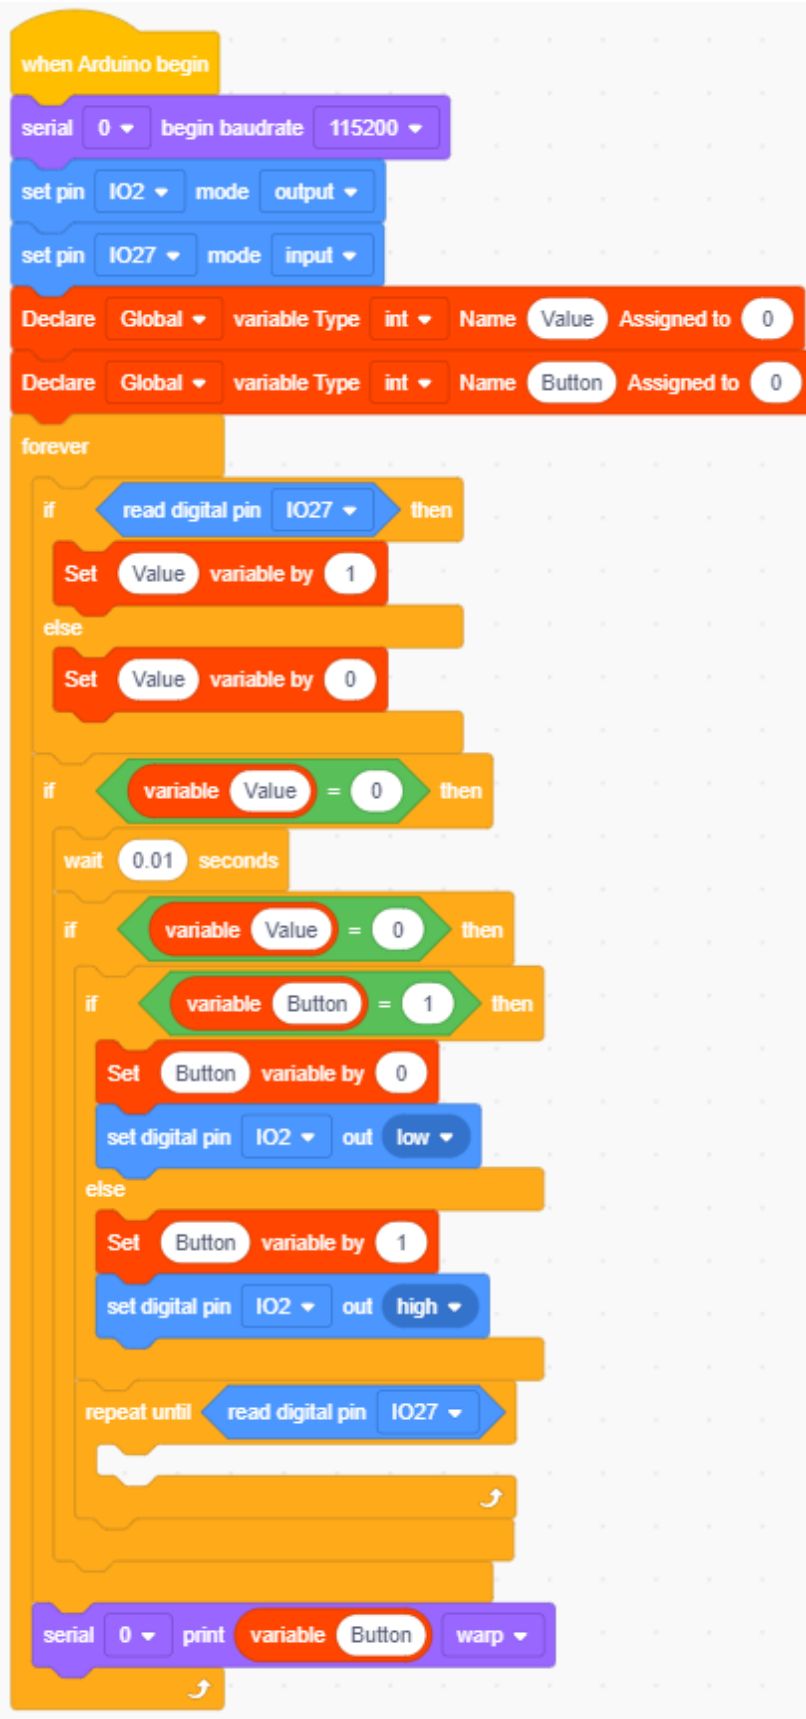 when Arduino begin
serial 0 begin baudrate 115200
set pin IO2 mode output
set pin IO27 mode input
Declare Global variable Type int Name Value Assigned to 0
Declare Global variable Type int Name Button Assigned to 0
forever
if read digital pin IO27 then
Set Value variable by 1
else
Set Value variable by 0
if variable Value = 0 then
wait 0.01 seconds
if variable Value = 0 then
if variable Button = 1 then
Set Button variable by 0
set digital pin IO2 out low
else
Set Button variable by 1
set digital pin IO2 out high
repeat until read digital pin IO27
serial 0 print variable Button warp